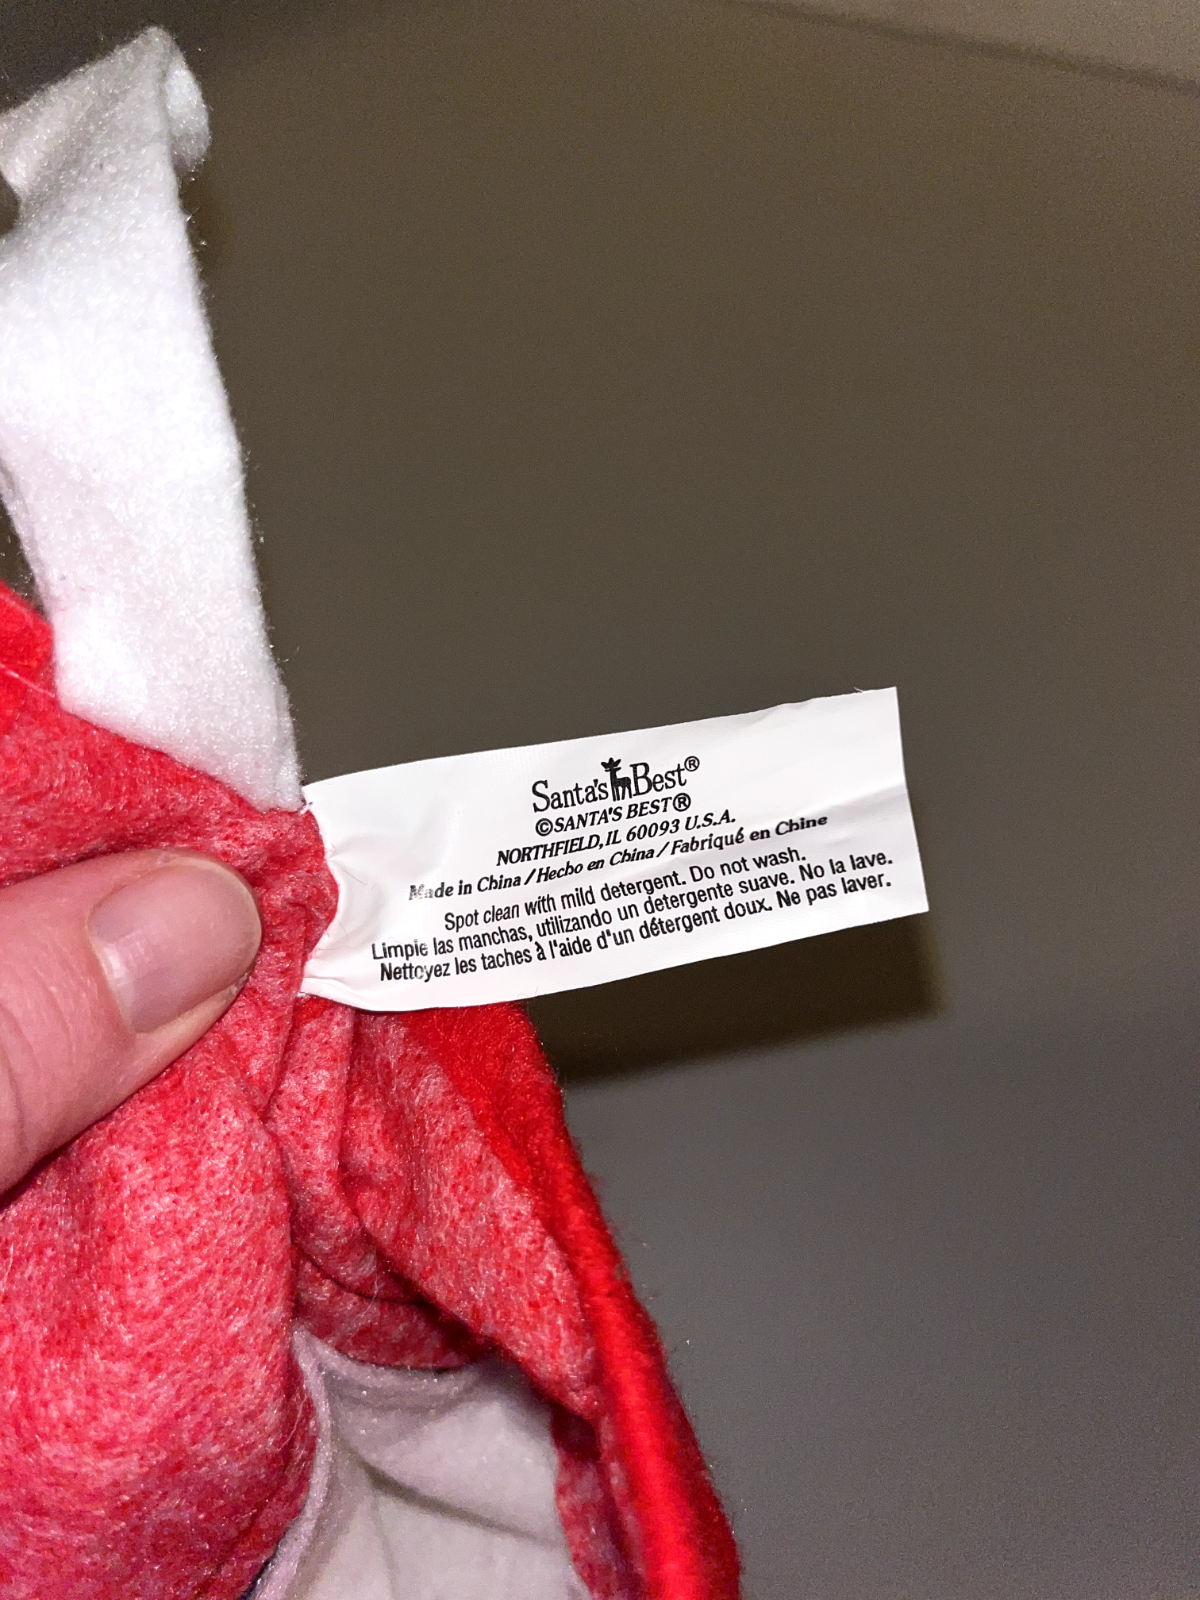 Santa's Best®
©SANTA'S BEST®
NORTHFIELD, IL 60093 U.S.A.
Made in China / Hecho en China / Fabriqué en Chine
Spot clean with mild detergent. Do not wash.
Limpie las manchas, utilizando un detergente suave. No la lave.
Nettoyez les taches à l'aide d'un détergent doux. Ne pas laver.